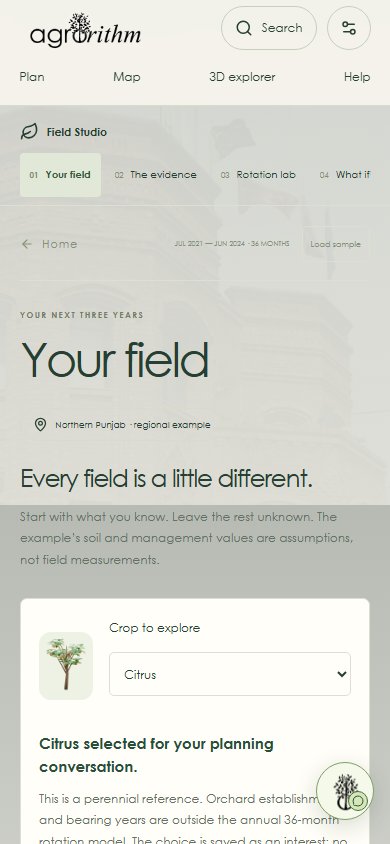 agrorithm
Search
Plan
Map
3D explorer
Help
Field Studio
01 Your field
02 The evidence
03 Rotation lab
04 What if
Home
JUL 2021 — JUN 2024 · 36 MONTHS
Load sample
YOUR NEXT THREE YEARS
Your field
Northern Punjab · regional example
Every field is a little different.
Start with what you know. Leave the rest unknown. The
example's soil and management values are assumptions,
not field measurements.
Crop to explore
Citrus
Citrus selected for your planning
conversation.
This is a perennial reference. Orchard
and bearing years are outside the annual 36-month
rotation model. The choice is saved as an interest; no